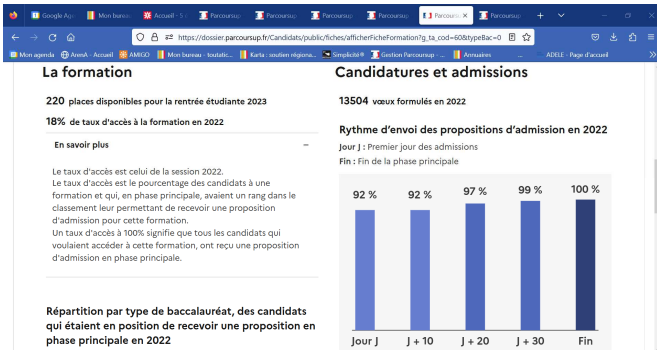 Google Age
Mon bureau
Accueil - S
Parcoursup
Parcoursup
Parcoursup
Parcoursup
Parcoursup
https://dossier.parcoursup.fr/Candidats/public/fiches/afficherFicheFormation?g_ta_cod=60&typeBac=0
Mon agenda
ArenA - Accueil
AMIGO
Mon bureau - toutatic...
Karta : soutien régiona...
Simplicité®
Gestion Parcoursup - ...
Annuaires
ADELE - Page d'accueil
La formation
220 places disponibles pour la rentrée étudiante 2023
18% de taux d'accès à la formation en 2022
En savoir plus
Le taux d'accès est celui de la session 2022.
Le taux d'accès est le pourcentage des candidats à une
formation et qui, en phase principale, avaient un rang dans le
classement leur permettant de recevoir une proposition
d'admission pour cette formation.
Un taux d'accès à 100% signifie que tous les candidats qui
voulaient accéder à cette formation, ont reçu une proposition
d'admission en phase principale.
Répartition par type de baccalauréat, des candidats
qui étaient en position de recevoir une proposition en
phase principale en 2022
Candidatures et admissions
13504 vœux formulés en 2022
Rythme d'envoi des propositions d'admission en 2022
Jour J : Premier jour des admissions
Fin : Fin de la phase principale
92 % 92 % 97 % 99 % 100 %
Jour J J + 10 J + 20 J + 30 Fin